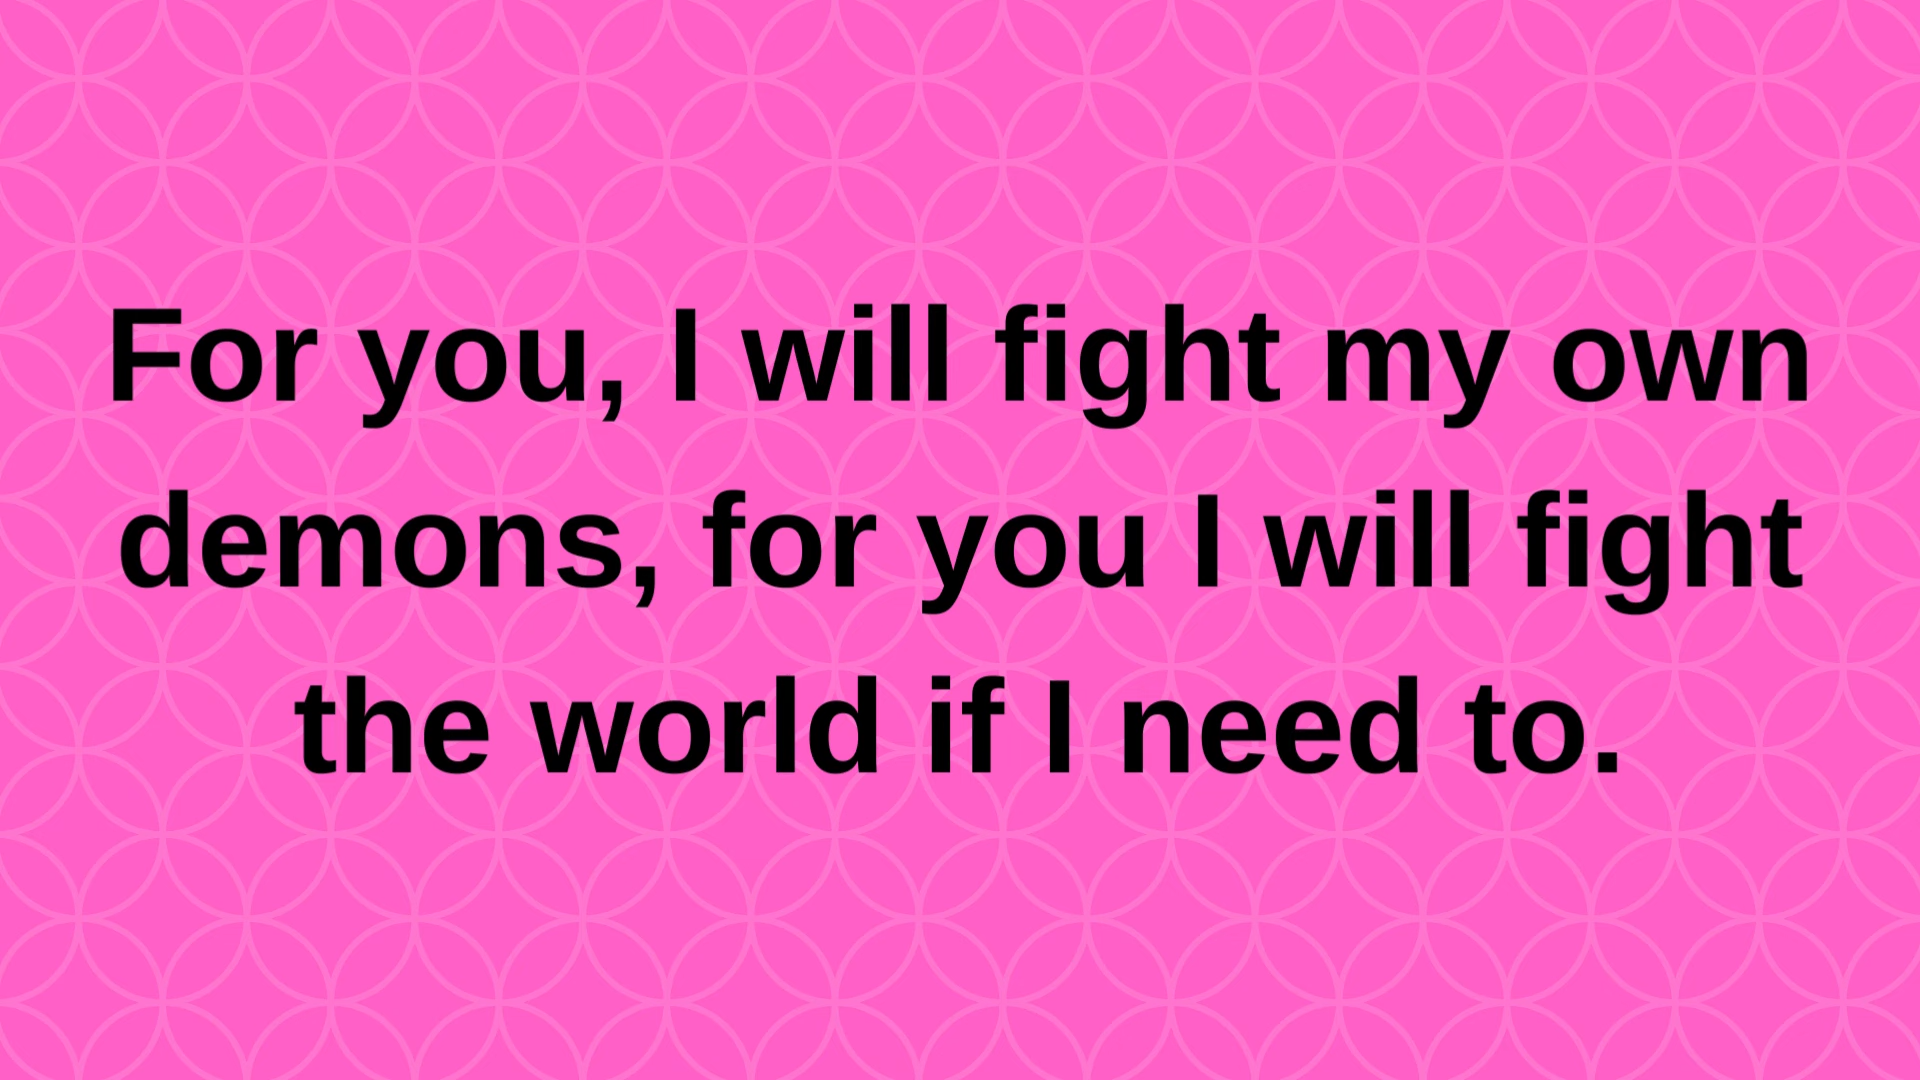 For you, I will fight my own
demons, for you I will fight
the world if I need to.